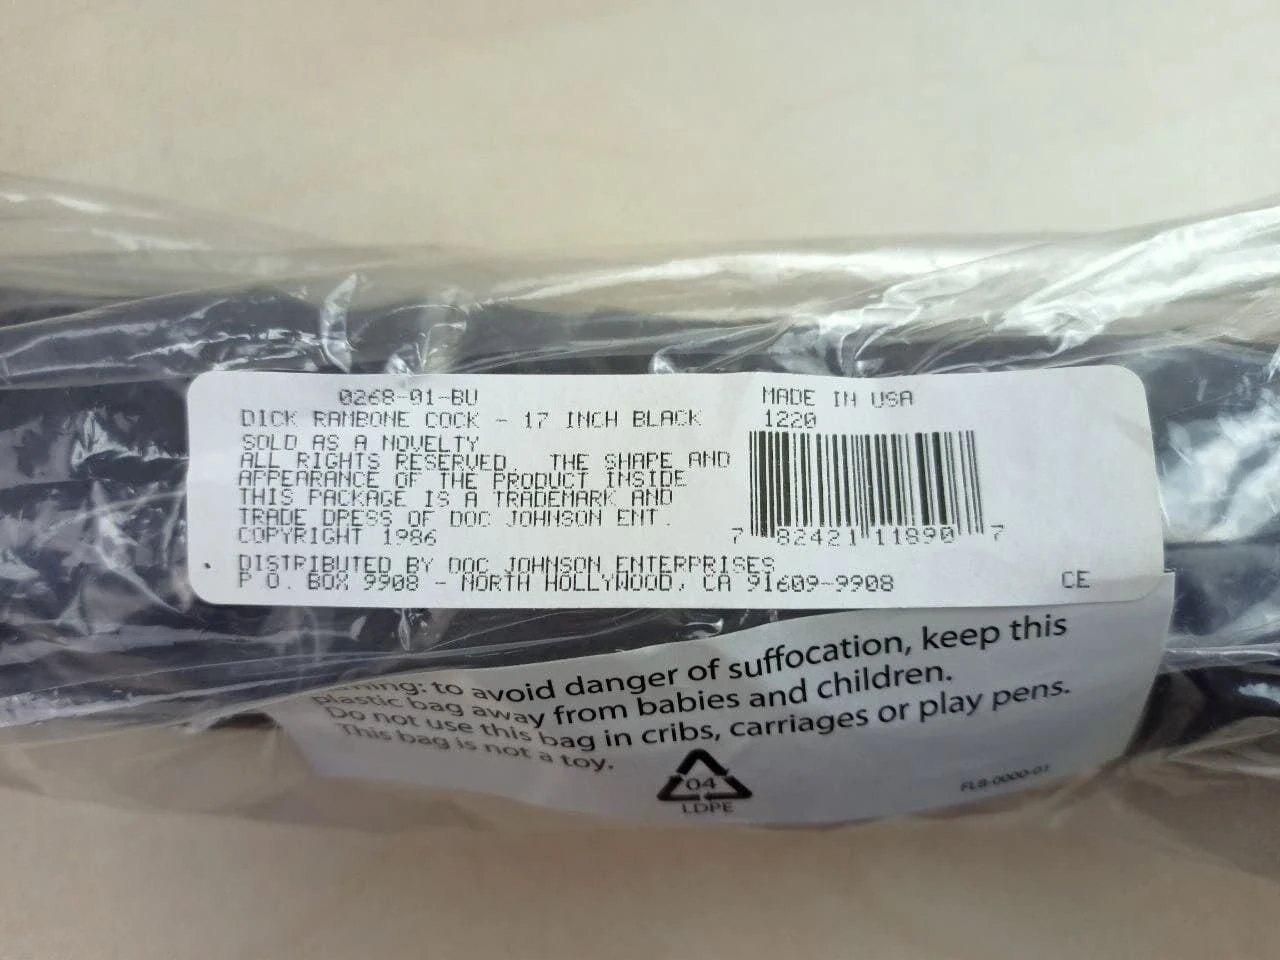 0268-01-BU
DICK RAMBONE COCK - 17 INCH BLACK
SOLD AS A NOVELTY
ALL RIGHTS RESERVED. THE SHAPE AND
APPEARANCE OF THE PRODUCT INSIDE
THIS PACKAGE IS A TRADEMARK AND
TRADE DRESS OF DOC JOHNSON ENT.
COPYRIGHT 1986
DISTRIBUTED BY DOC JOHNSON ENTERPRISES
P.O. BOX 9908 - NORTH HOLLYWOOD, CA 91609-9908
MADE IN USA
1220
7 82421 11890 7
CE
to avoid danger of suffocation, keep this
plastic bag away from babies and children.
Do not use this bag in cribs, carriages or play pens.
This bag is not a toy.
04
LDPE
FLB-0000-01